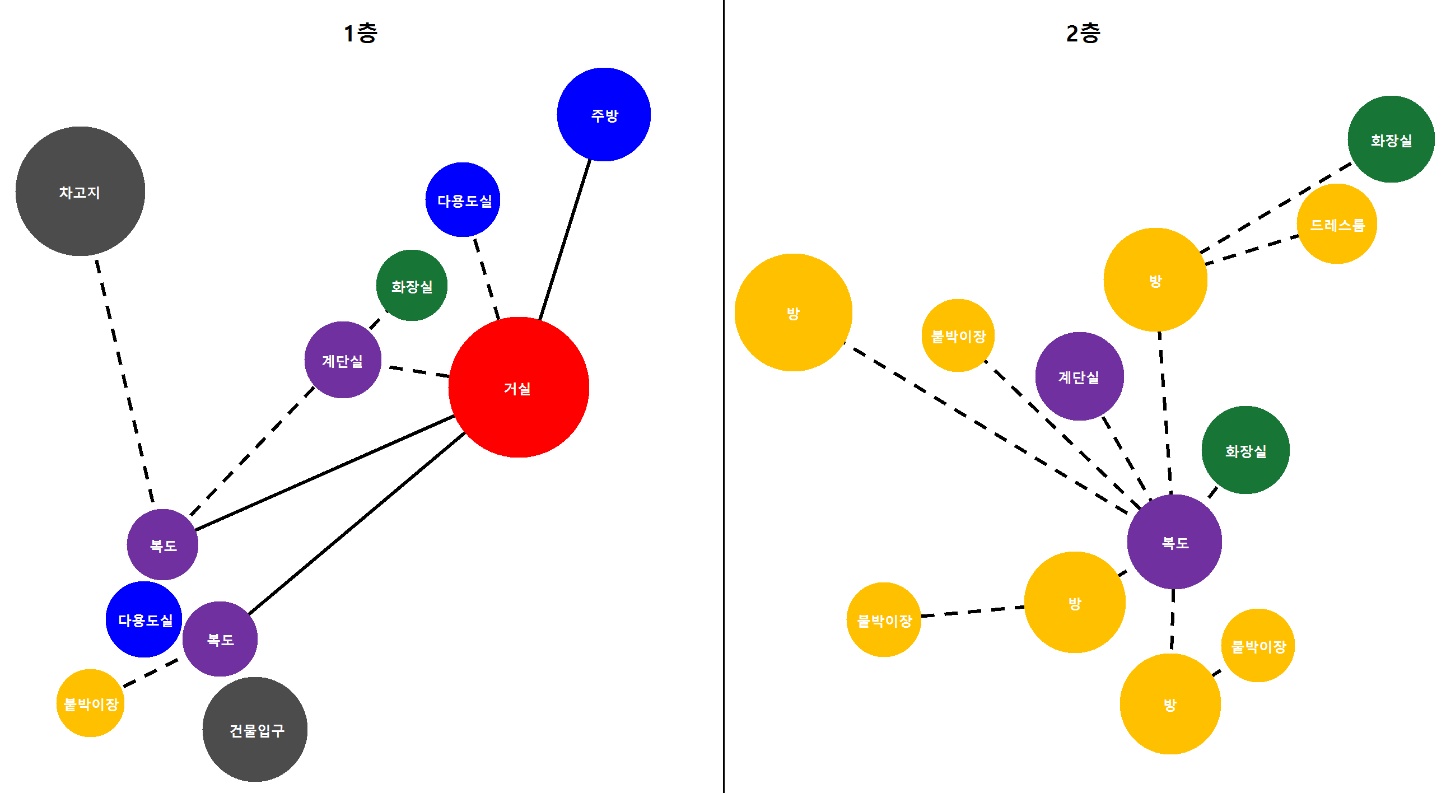 1층
주방
차고지
다용도실
화장실
계단실
거실
복도
다용도실
복도
붙박이장
건물입구
2층
화장실
드레스룸
방
방
붙박이장
계단실
화장실
복도
방
붙박이장
붙박이장
방